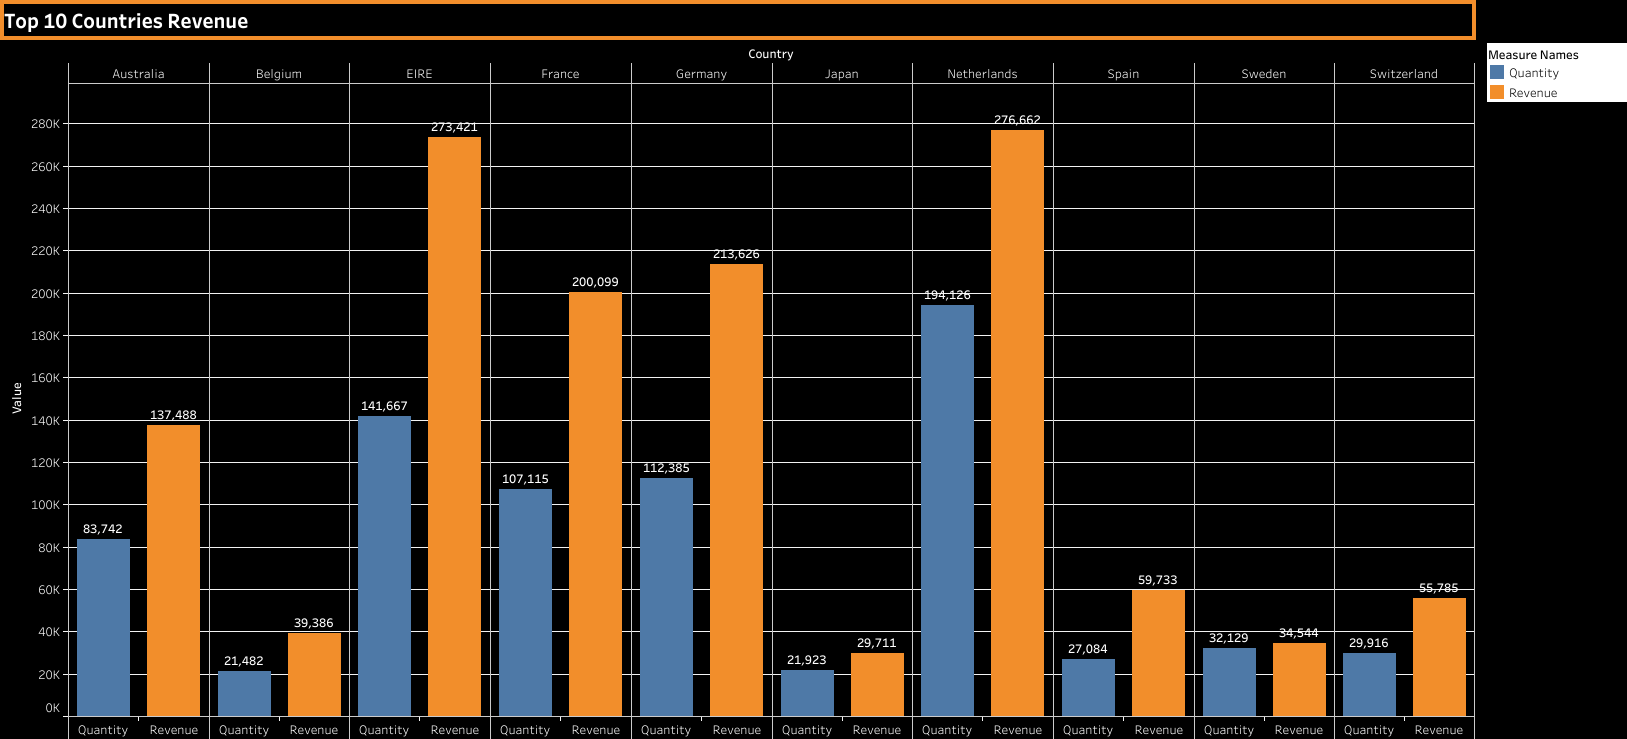 Top 10 Countries Revenue
Country
Australia Belgium EIRE France Germany Japan Netherlands Spain Sweden Switzerland
Measure Names
Quantity
Revenue
280K
260K
240K
220K
200K
180K
160K
140K
120K
100K
80K
60K
40K
20K
0K
Value
83,742 137,488 21,482 39,386 141,667 273,421 107,115 200,099 112,385 213,626 21,923 29,711 194,126 276,662 27,084 59,733 32,129 34,544 29,916 55,785
Quantity Revenue Quantity Revenue Quantity Revenue Quantity Revenue Quantity Revenue Quantity Revenue Quantity Revenue Quantity Revenue Quantity Revenue Quantity Revenue